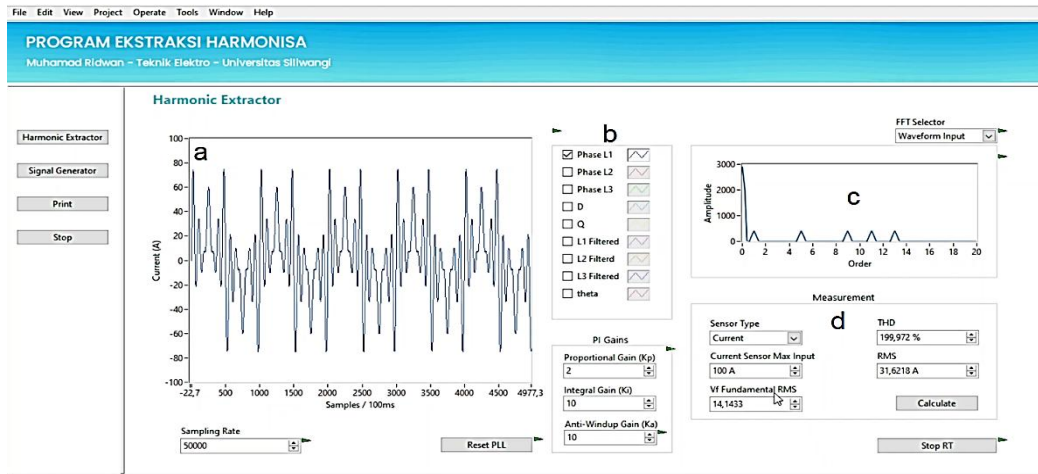 File Edit View Project Operate Tools Window Help
PROGRAM EKSTRAKSI HARMONISA
Muhamad Ridwan - Teknik Elektro - Universitas Siliwangi
Harmonic Extractor
Harmonic Extractor
Signal Generator
Print
Stop
a
Current (A)
100
80
60
40
20
0
-20
-40
-60
-80
-100
-22,7 500 1000 1500 2000 2500 3000 3500 4000 4500 4977,3
Samples / 100ms
Sampling Rate
50000
Reset PLL
b
Phase L1
Phase L2
Phase L3
D
Q
L1 Filtered
L2 Filterd
L3 Filtered
theta
PI Gains
Proportional Gain (Kp)
2
Integral Gain (Ki)
10
Anti-Windup Gain (Ka)
10
FFT Selector
Waveform Input
c
Amplitude
3000
2000
1000
0
0 2 4 6 8 10 12 14 16 18 20
Order
Measurement
d
Sensor Type
Current
Current Sensor Max Input
100 A
Vf Fundamental RMS
14,1433
THD
199,972 %
RMS
31,6218 A
Calculate
Stop RT